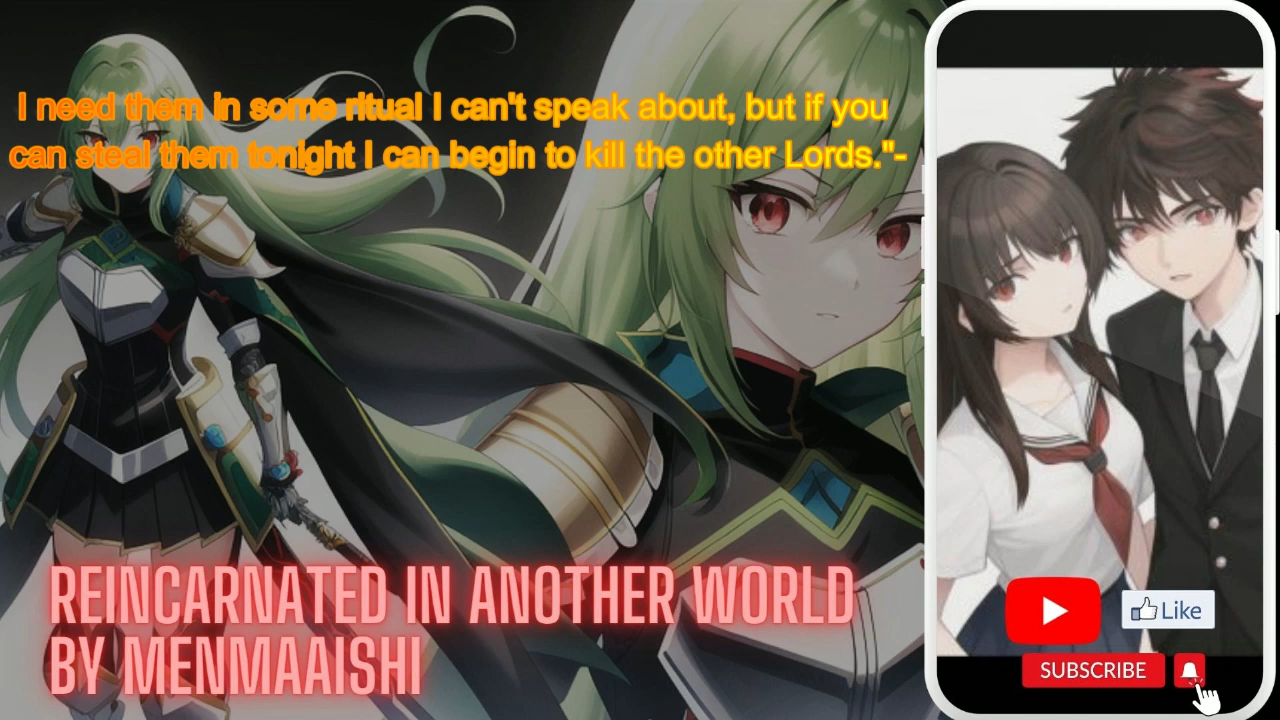 I need them in some ritual I can't speak about, but if you
can steal them tonight I can begin to kill the other Lords."-
REINCARNATED IN ANOTHER WORLD
BY MENMAAISHI
Like
SUBSCRIBE